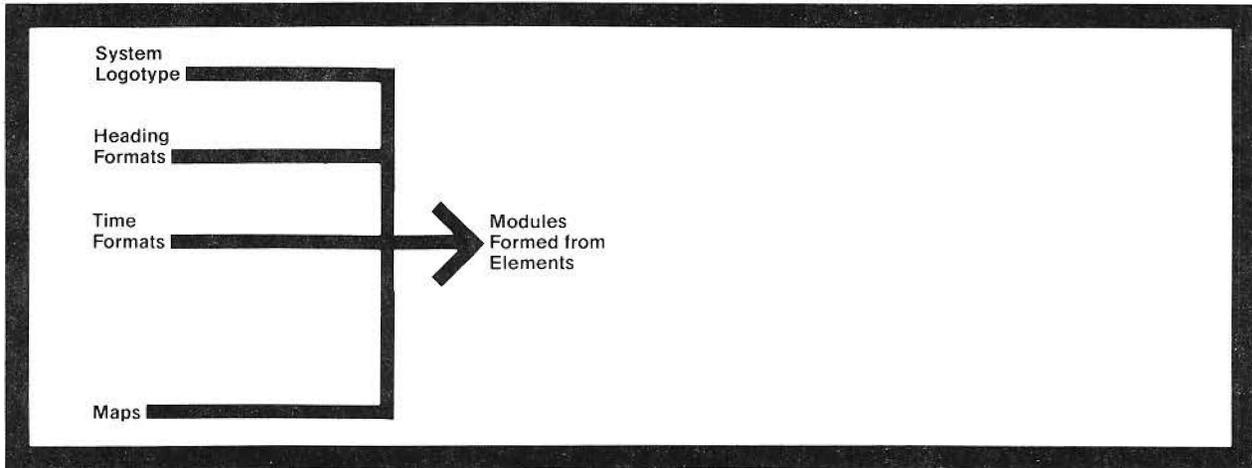 System
Logotype
Heading
Formats
Time
Formats
Modules
Formed from
Elements
Maps